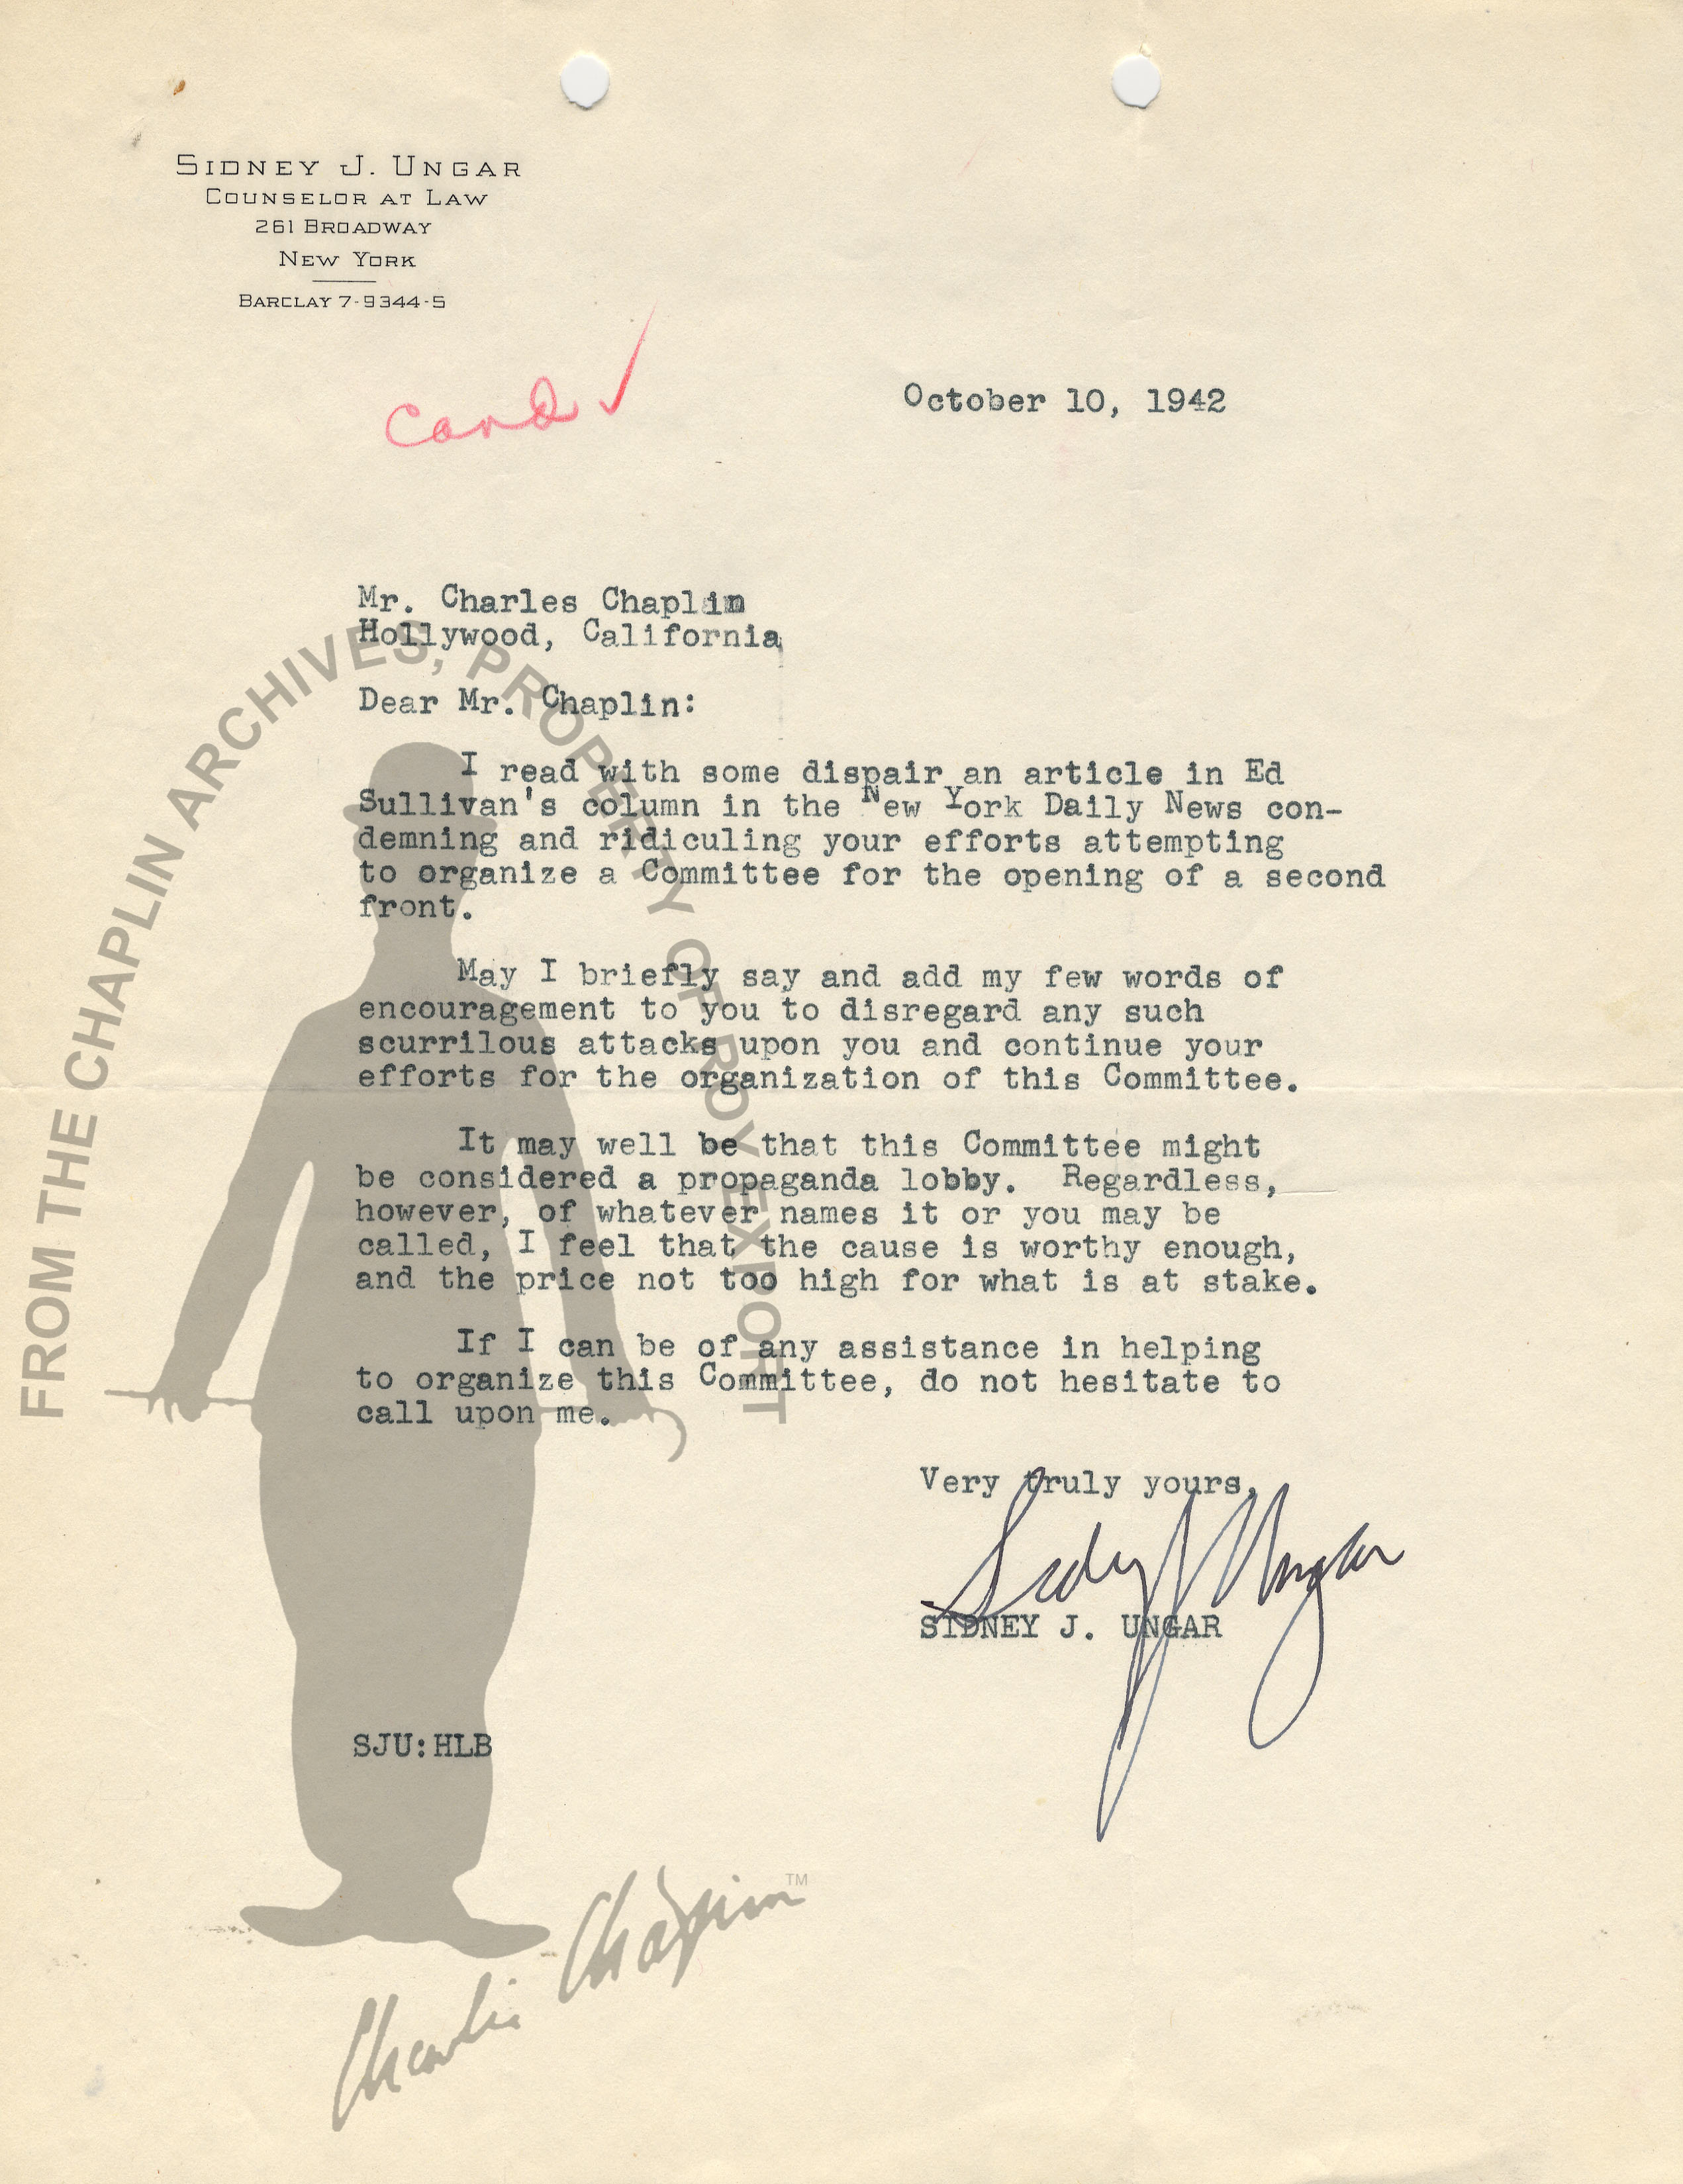 SIDNEY J. UNGAR
COUNSELOR AT LAW
261 BROADWAY
NEW YORK
BARCLAY 7-9344-5
card ✓
October 10, 1942
Mr. Charles Chaplin
Hollywood, California
Dear Mr. Chaplin:
I read with some dispair an article in Ed
Sullivan's column in the New York Daily News con-
demning and ridiculing your efforts attempting
to organize a Committee for the opening of a second
front.
May I briefly say and add my few words of
encouragement to you to disregard any such
scurrilous attacks upon you and continue your
efforts for the organization of this Committee.
It may well be that this Committee might
be considered a propaganda lobby. Regardless,
however, of whatever names it or you may be
called, I feel that the cause is worthy enough,
and the price not too high for what is at stake.
If I can be of any assistance in helping
to organize this Committee, do not hesitate to
call upon me.
Very truly yours,
Sidney J Ungar
SIDNEY J. UNGAR
SJU:HLB
FROM THE CHAPLIN ARCHIVES, PROPERTY OF ROY EXPORT
Charlie Chaplin TM